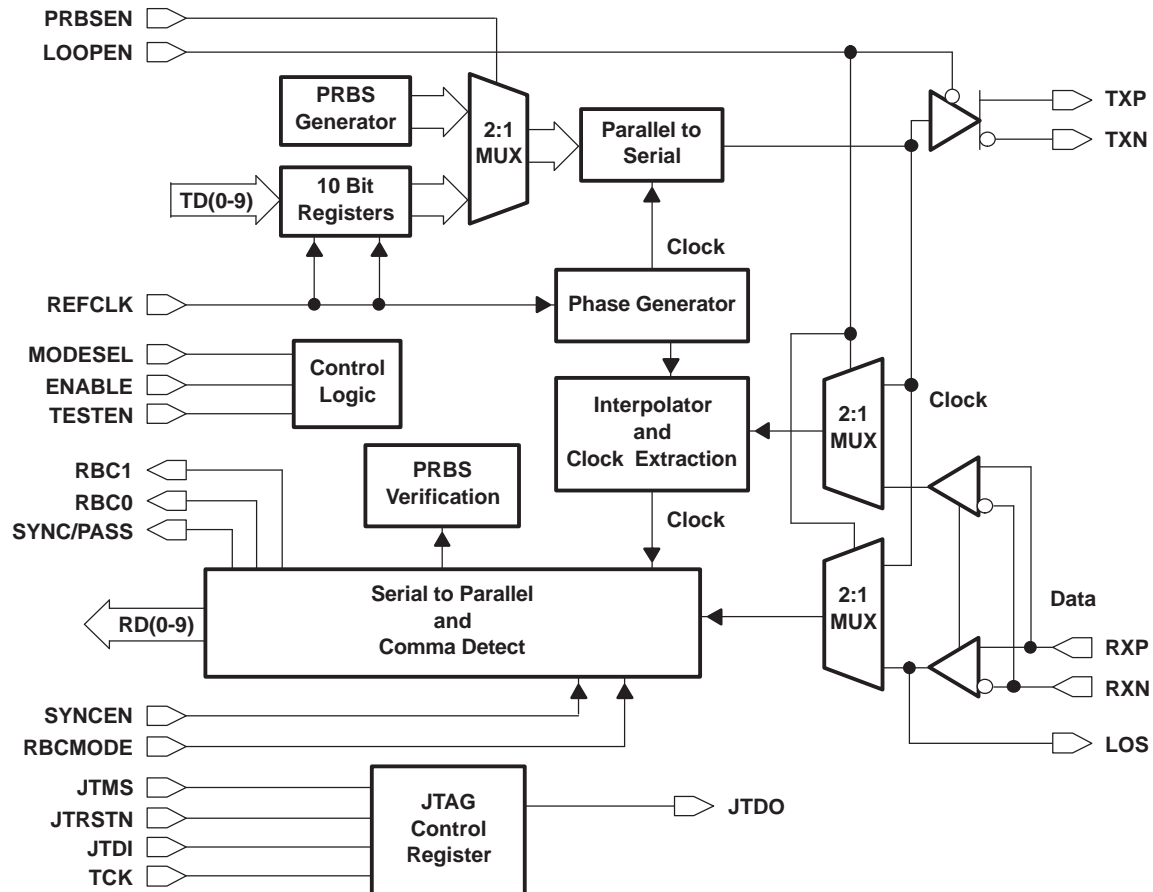 PRBSEN
LOOPEN
PRBS
Generator
2:1
MUX
Parallel to
Serial
TXP
TXN
TD(0-9)
10 Bit
Registers
Clock
REFCLK
Phase Generator
MODESEL
ENABLE
TESTEN
Control
Logic
Interpolator
and
Clock Extraction
2:1
MUX
Clock
RBC1
RBC0
SYNC/PASS
PRBS
Verification
Clock
RD(0-9)
Serial to Parallel
and
Comma Detect
2:1
MUX
Data
RXP
RXN
SYNCEN
RBCMODE
LOS
JTMS
JTRSTN
JTDI
TCK
JTAG
Control
Register
JTDO